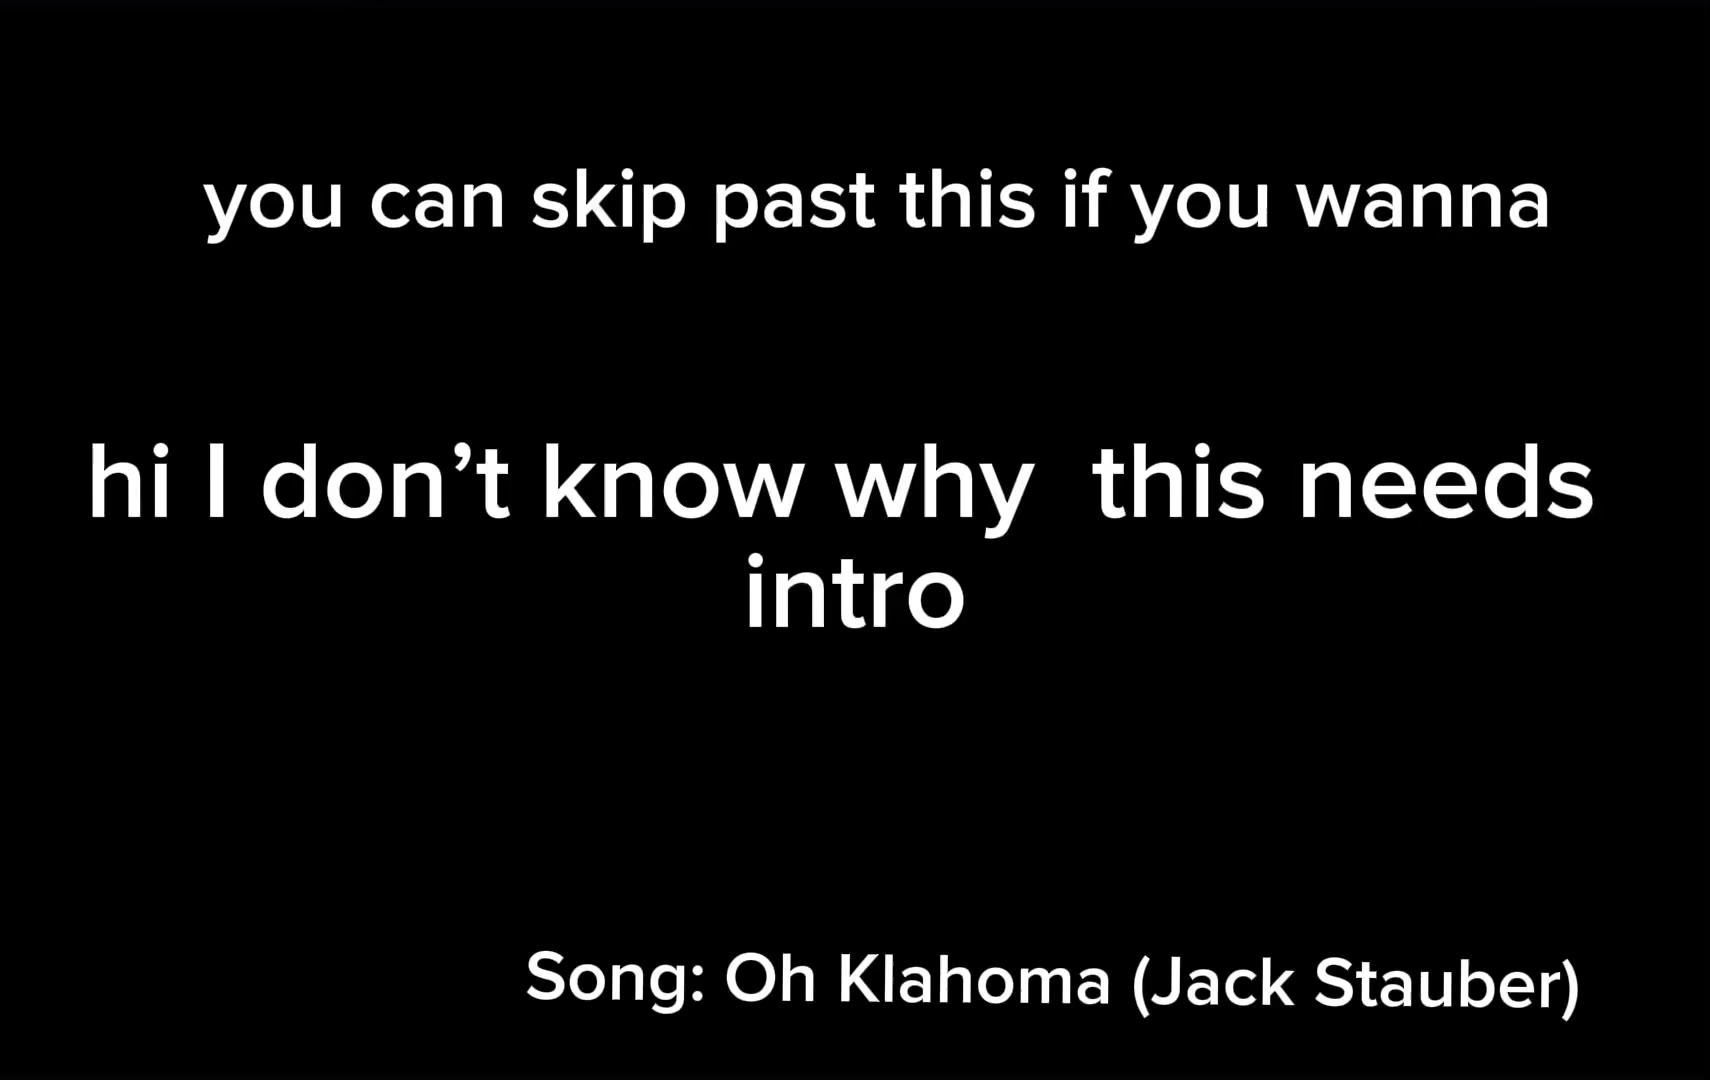 you can skip past this if you wanna
hi I don’t know why  this needs
intro
Song: Oh Klahoma (Jack Stauber)